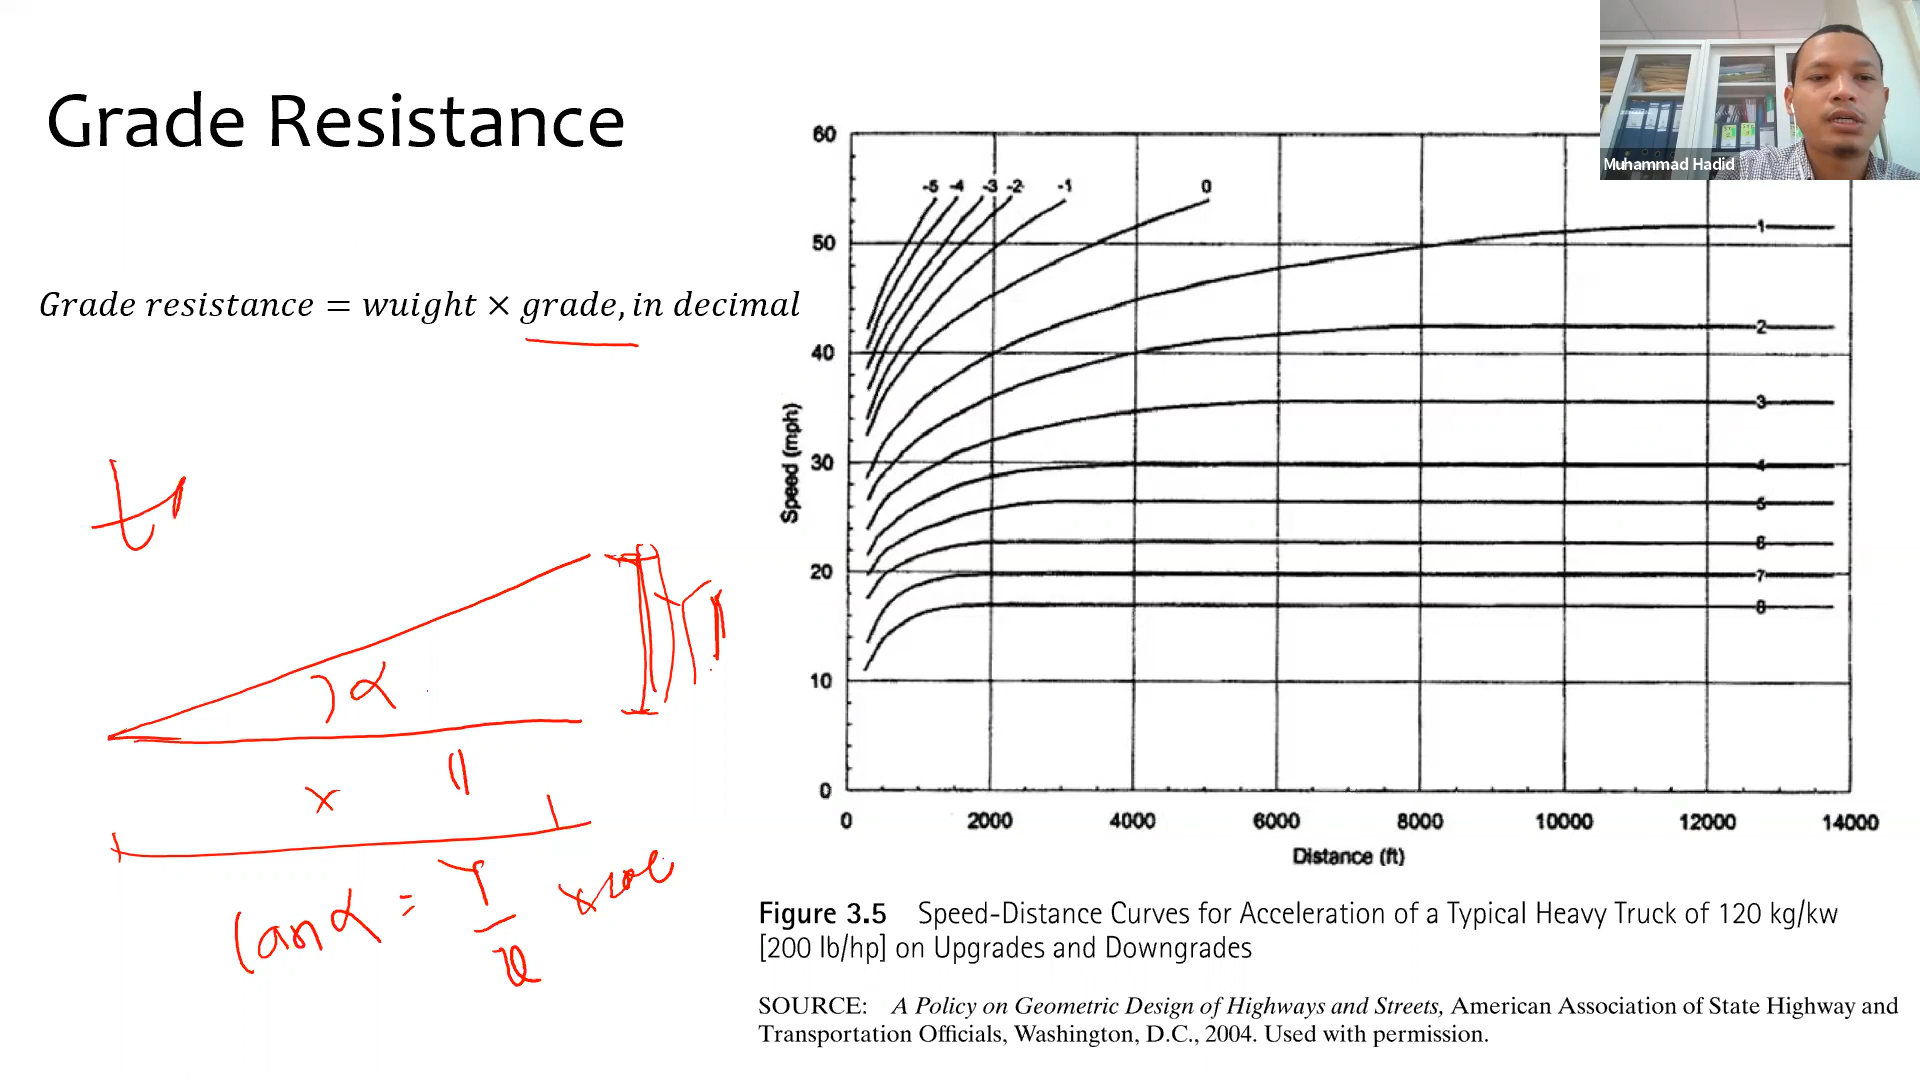 Grade Resistance
Muhammad Hadid
Grade resistance = wuight × grade, in decimal
60
50
40
30
20
10
0
Speed (mph)
-5 -4 -3 -2 -1 0
1
2
3
4
5
6
7
8
0 2000 4000 6000 8000 10000 12000 14000
Distance (ft)
α
x
tan α = Y
x
Figure 3.5 Speed-Distance Curves for Acceleration of a Typical Heavy Truck of 120 kg/kw
[200 lb/hp] on Upgrades and Downgrades
SOURCE: A Policy on Geometric Design of Highways and Streets, American Association of State Highway and
Transportation Officials, Washington, D.C., 2004. Used with permission.